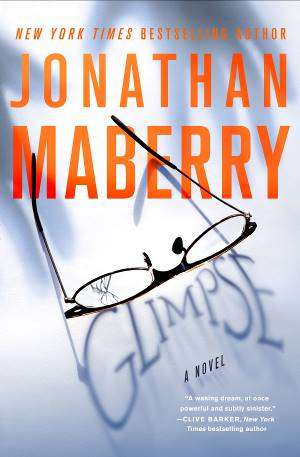 NEW YORK TIMES BESTSELLING AUTHOR
JONATHAN
MABERRY
GLIMPSE
A NOVEL
"A waking dream, at once
powerful and subtly sinister."
—CLIVE BARKER, New York
Times bestselling author